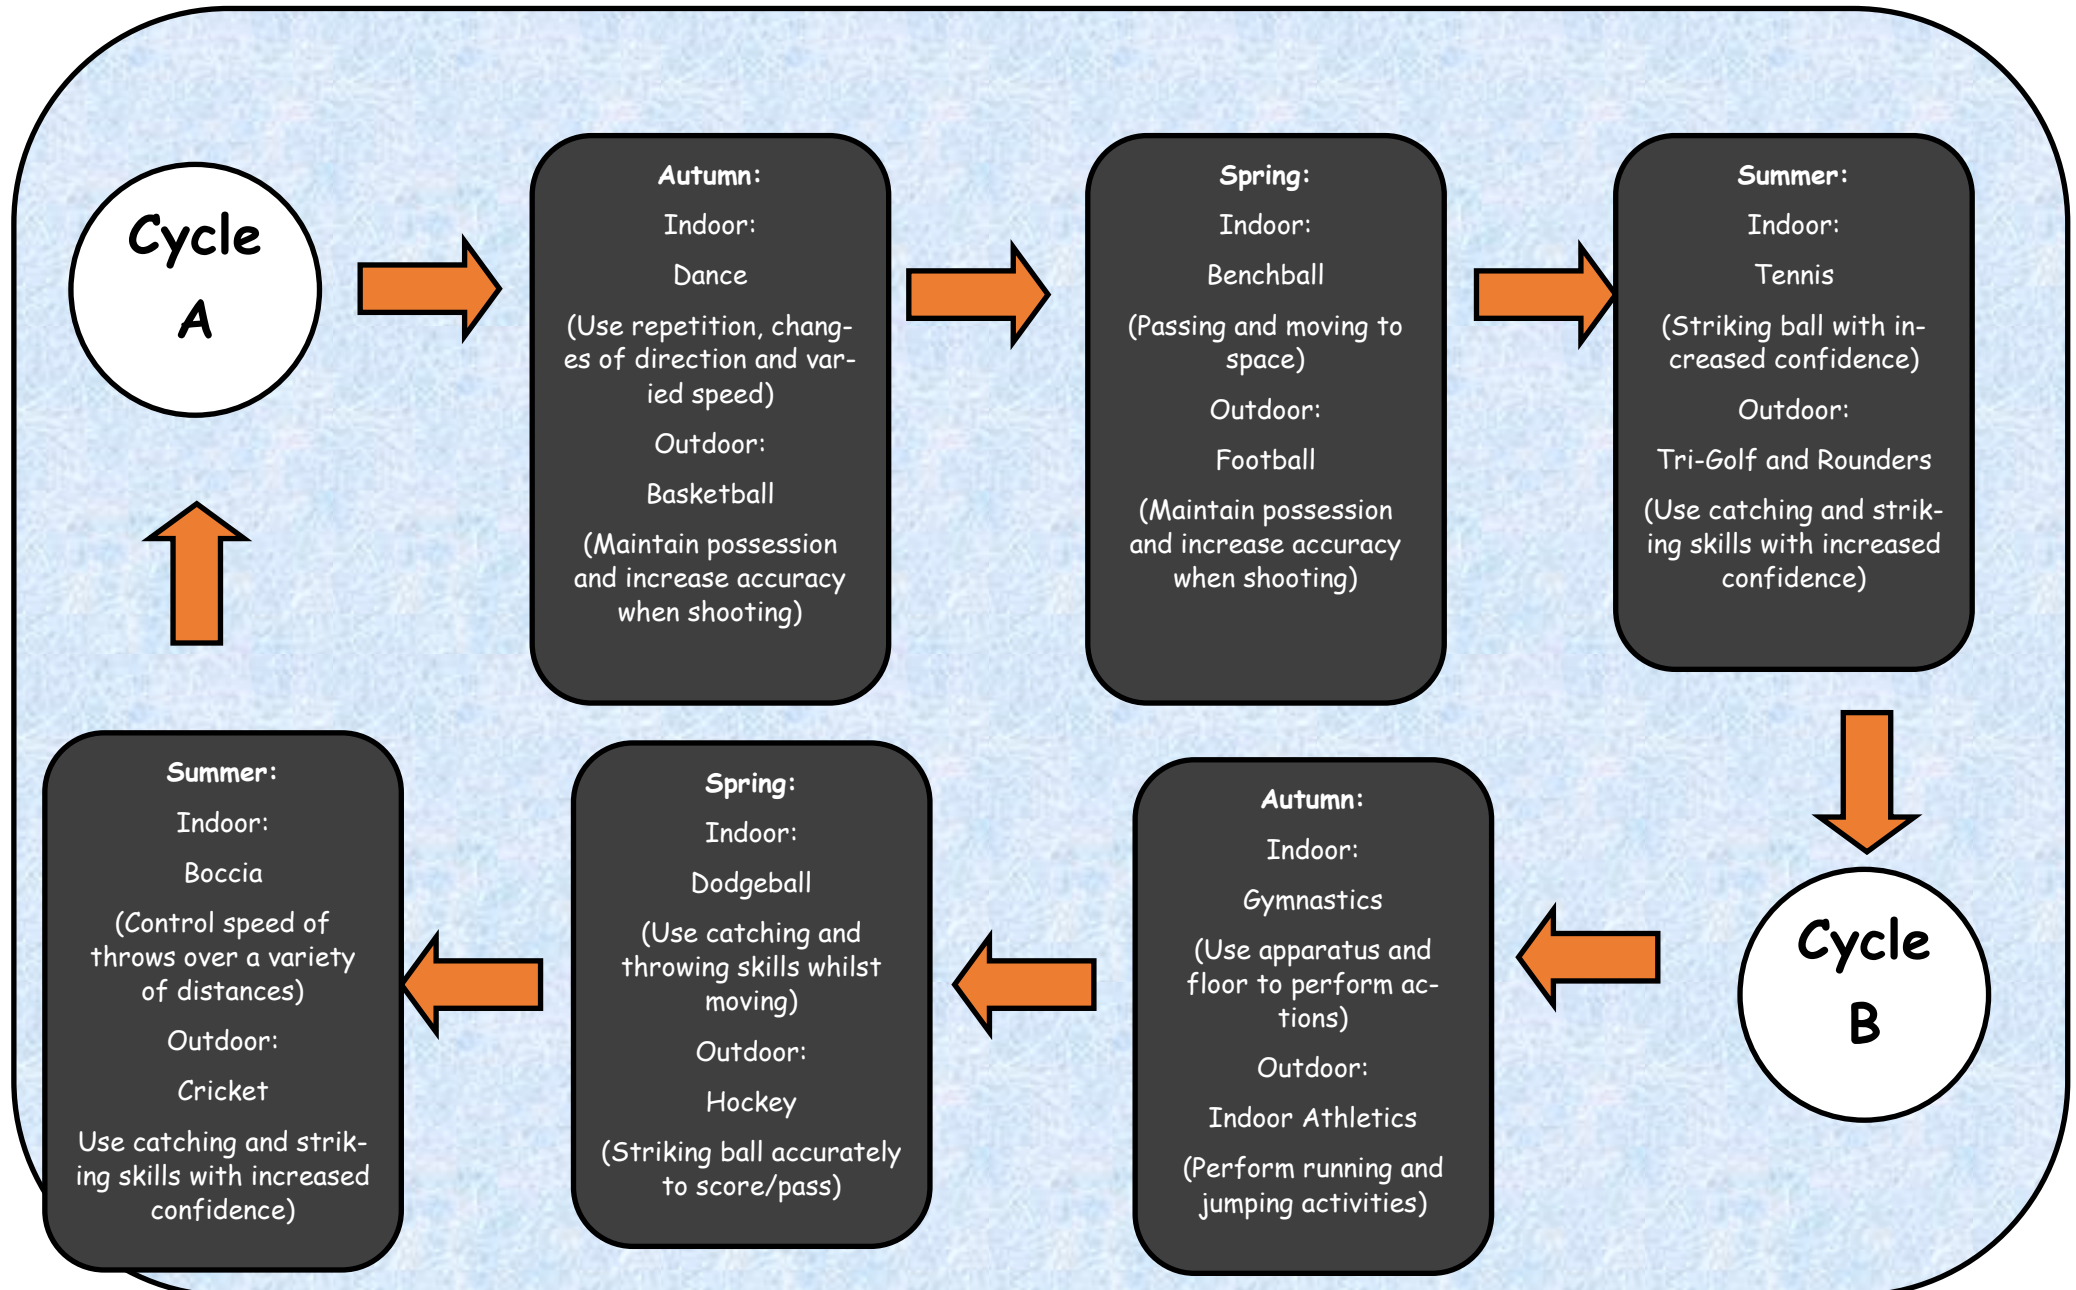 Cycle
A
Autumn:
Indoor:
Dance
(Use repetition, chang-
es of direction and var-
ied speed)
Outdoor:
Basketball
(Maintain possession
and increase accuracy
when shooting)
Spring:
Indoor:
Benchball
(Passing and moving to
space)
Outdoor:
Football
(Maintain possession
and increase accuracy
when shooting)
Summer:
Indoor:
Tennis
(Striking ball with in-
creased confidence)
Outdoor:
Tri-Golf and Rounders
(Use catching and strik-
ing skills with increased
confidence)
Cycle
B
Autumn:
Indoor:
Gymnastics
(Use apparatus and
floor to perform ac-
tions)
Outdoor:
Indoor Athletics
(Perform running and
jumping activities)
Spring:
Indoor:
Dodgeball
(Use catching and
throwing skills whilst
moving)
Outdoor:
Hockey
(Striking ball accurately
to score/pass)
Summer:
Indoor:
Boccia
(Control speed of
throws over a variety
of distances)
Outdoor:
Cricket
Use catching and strik-
ing skills with increased
confidence)